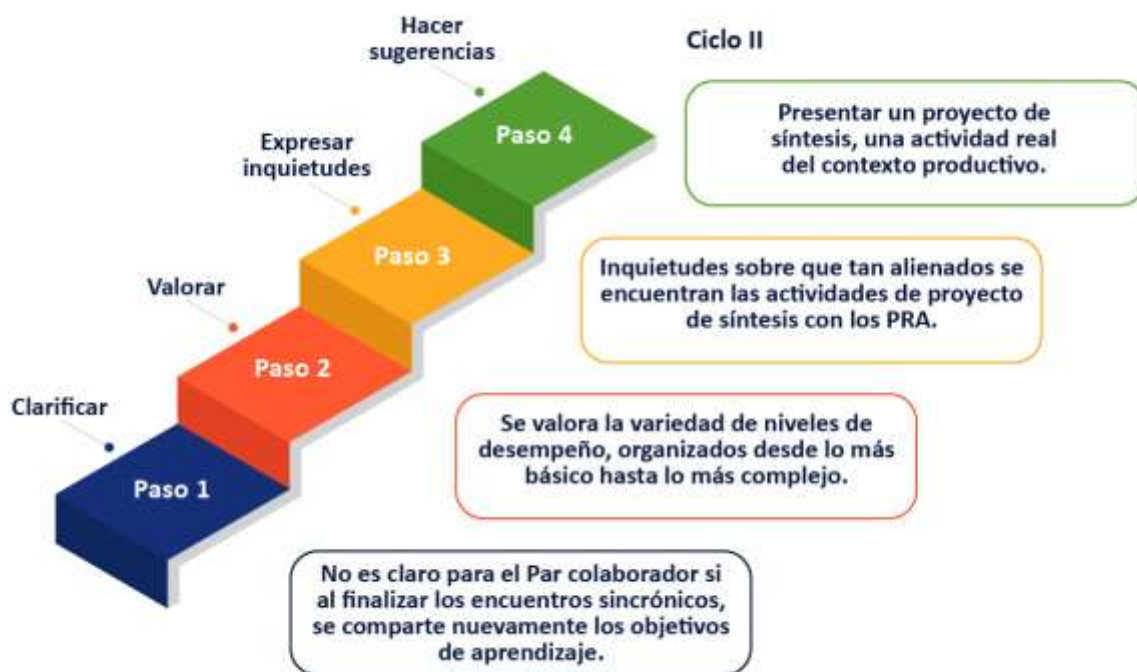 Ciclo II
Hacer
sugerencias
Paso 4
Presentar un proyecto de
síntesis, una actividad real
del contexto productivo.
Expresar
inquietudes
Paso 3
Inquietudes sobre que tan alienados se
encuentran las actividades de proyecto
de síntesis con los PRA.
Valorar
Paso 2
Se valora la variedad de niveles de
desempeño, organizados desde lo más
básico hasta lo más complejo.
Clarificar
Paso 1
No es claro para el Par colaborador si
al finalizar los encuentros sincrónicos,
se comparte nuevamente los objetivos
de aprendizaje.